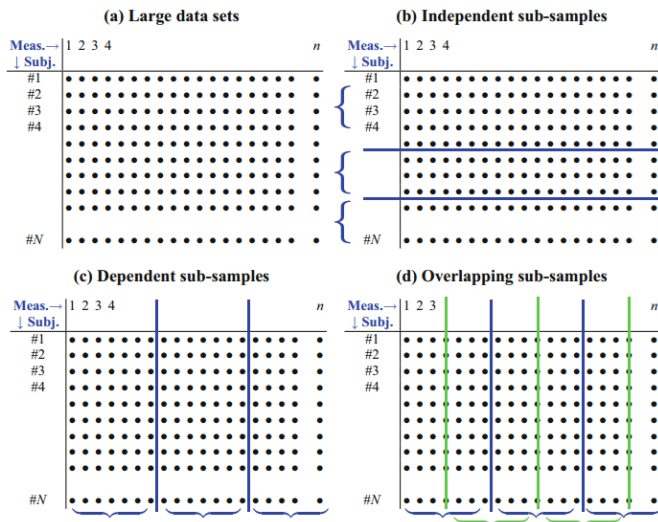 (a) Large data sets
Meas.→ 1 2 3 4 n
↓ Subj.
#1
#2
#3
#4
#N
(b) Independent sub-samples
Meas.→ 1 2 3 4 n
↓ Subj.
#1
#2
#3
#4
#N
(c) Dependent sub-samples
Meas.→ 1 2 3 4 n
↓ Subj.
#1
#2
#3
#4
#N
(d) Overlapping sub-samples
Meas.→ 1 2 3 n
↓ Subj.
#1
#2
#3
#4
#N